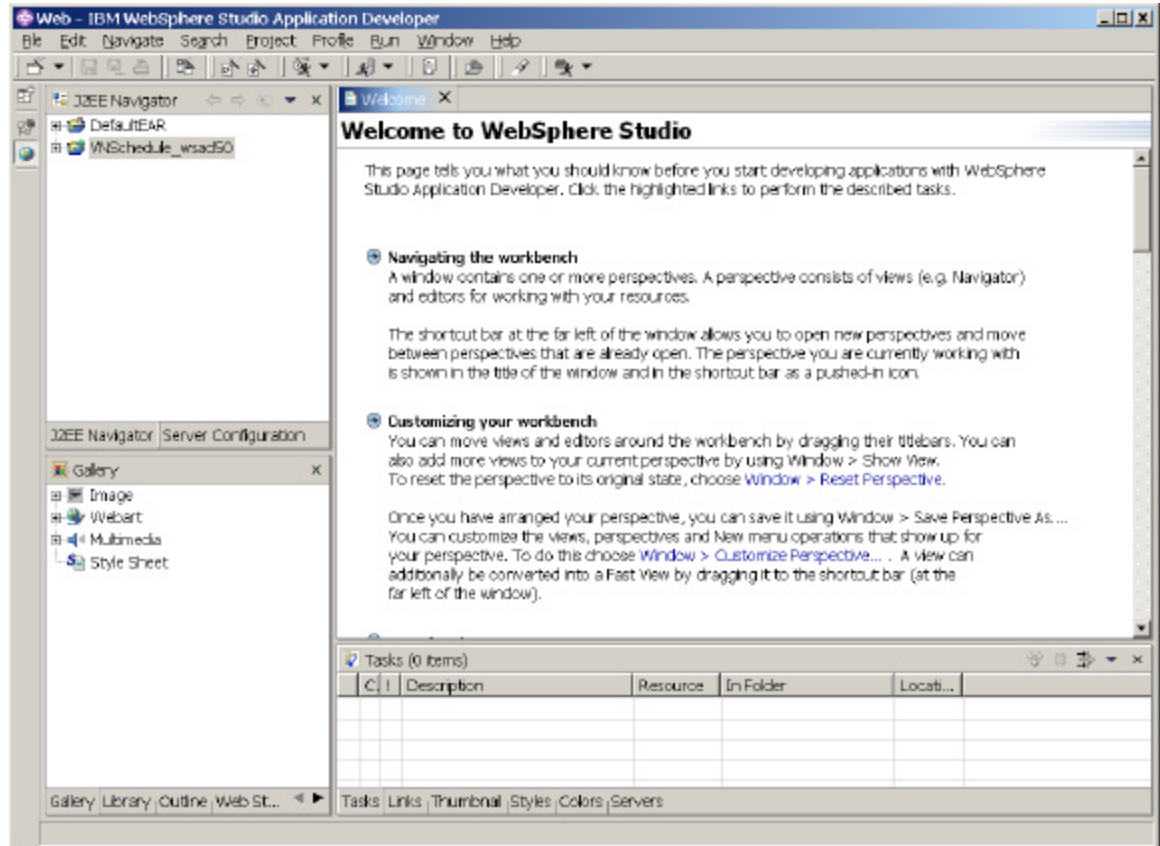 Web - IBM WebSphere Studio Application Developer
File Edit Navigate Search Project Profile Run Window Help
J2EE Navigator
DefaultEAR
VNSchedule_wsad50
J2EE Navigator Server Configuration
Gallery
Image
Webart
Multimedia
Style Sheet
Gallery Library Outline Web St...
Welcome
Welcome to WebSphere Studio
This page tells you what you should know before you start developing applications with WebSphere
Studio Application Developer. Click the highlighted links to perform the described tasks.
Navigating the workbench
A window contains one or more perspectives. A perspective consists of views (e.g. Navigator)
and editors for working with your resources.
The shortcut bar at the far left of the window allows you to open new perspectives and move
between perspectives that are already open. The perspective you are currently working with
is shown in the title of the window and in the shortcut bar as a pushed-in icon.
Customizing your workbench
You can move views and editors around the workbench by dragging their titlebars. You can
also add more views to your current perspective by using Window > Show View.
To reset the perspective to its original state, choose Window > Reset Perspective.
Once you have arranged your perspective, you can save it using Window > Save Perspective As....
You can customize the views, perspectives and New menu operations that show up for
your perspective. To do this choose Window > Customize Perspective... . A view can
additionally be converted into a Fast View by dragging it to the shortcut bar (at the
far left of the window).
Tasks (0 items)
C. ! Description Resource In Folder Locati...
Tasks Links Thumbnail Styles Colors Servers